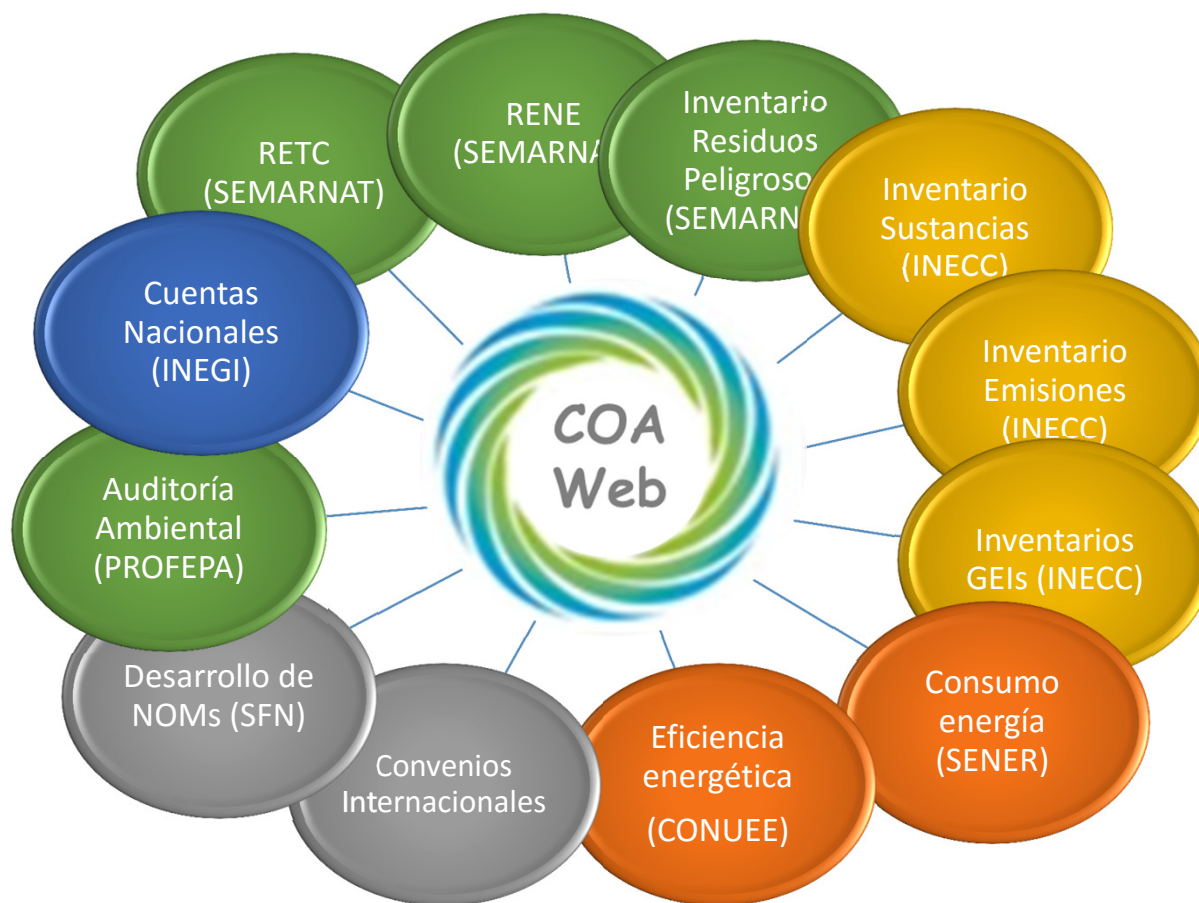 RETC
(SEMARNAT)
RENE
(SEMARNA
Inventario
Residuos
Peligroso
(SEMARN
Inventario
Sustancias
(INECC)
Inventario
Emisiones
(INECC)
Inventarios
GEIs (INECC)
Consumo
energía
(SENER)
Eficiencia
energética
(CONUEE)
Convenios
Internacionales
Desarrollo de
NOMs (SFN)
Auditoría
Ambiental
(PROFEPA)
Cuentas
Nacionales
(INEGI)
COA
Web